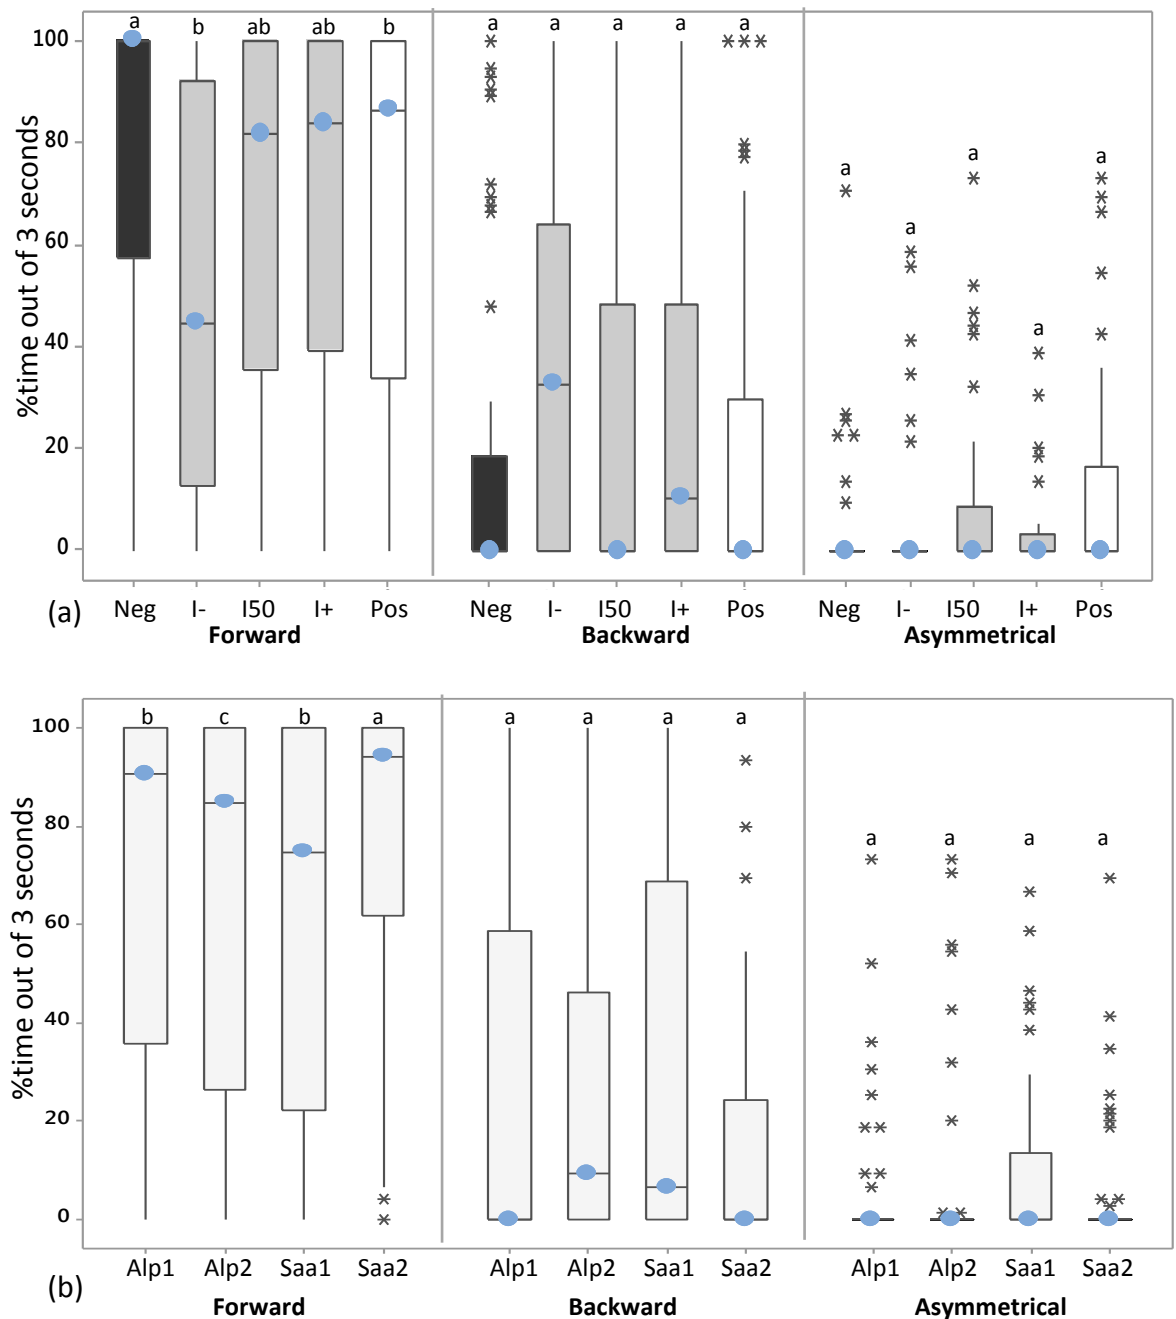 a b ab ab b a a a a a
100
a
a
a
a
a
80
60
40
20
0
%time out of 3 seconds
Neg I- I50 I+ Pos Neg I- I50 I+ Pos Neg I- I50 I+ Pos
(a) Forward Backward Asymmetrical
b c b a a a a a
100
80
a a a a
60
40
20
0
%time out of 3 seconds
Alp1 Alp2 Saa1 Saa2 Alp1 Alp2 Saa1 Saa2 Alp1 Alp2 Saa1 Saa2
(b) Forward Backward Asymmetrical